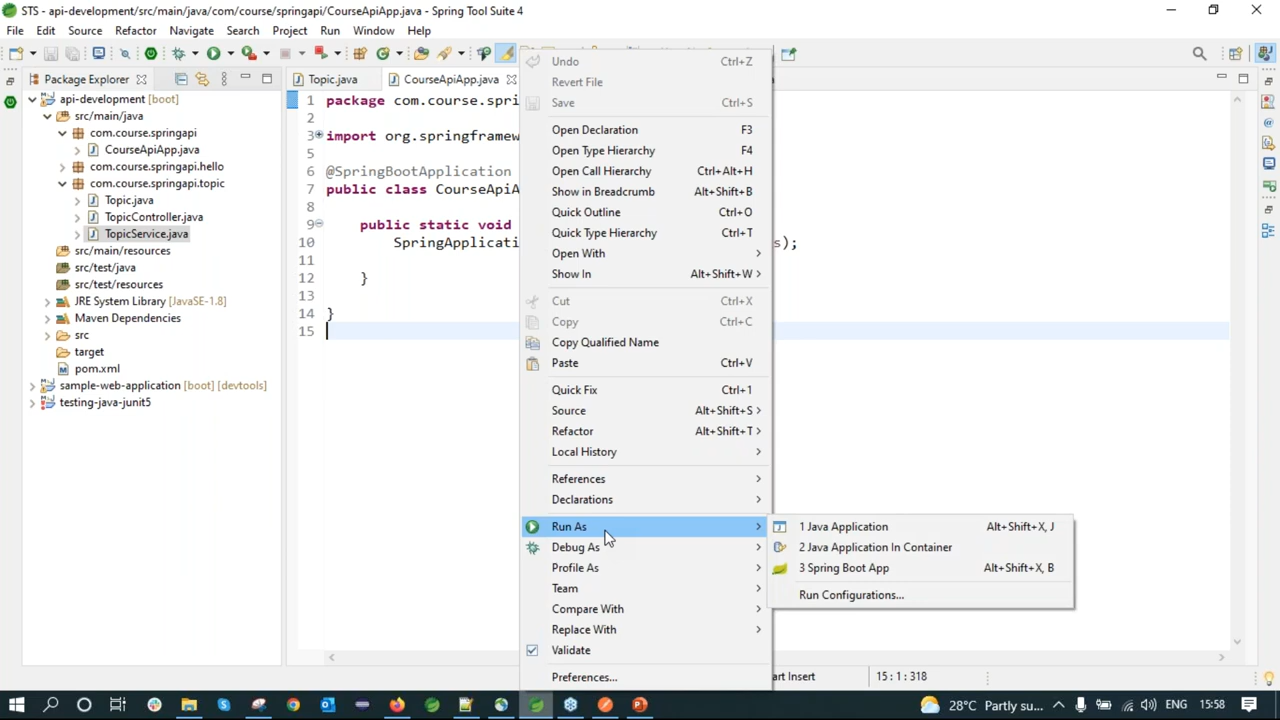 STS - api-development/src/main/java/com/course/springapi/CourseApiApp.java - Spring Tool Suite 4
File Edit Source Refactor Navigate Search Project Run Window Help
Package Explorer
Topic.java
CourseApiApp.java
api-development [boot]
src/main/java
com.course.springapi
CourseApiApp.java
com.course.springapi.hello
com.course.springapi.topic
Topic.java
TopicController.java
TopicService.java
src/main/resources
src/test/java
src/test/resources
JRE System Library [JavaSE-1.8]
Maven Dependencies
src
target
pom.xml
sample-web-application [boot] [devtools]
testing-java-junit5
1 package com.course.spri
2
3 import org.springframew
5
6 @SpringBootApplication
7 public class CourseApiA
8
9 public static void
10 SpringApplicati s);
11
12 }
13
14 }
15
Undo Ctrl+Z
Revert File
Save Ctrl+S
Open Declaration F3
Open Type Hierarchy F4
Open Call Hierarchy Ctrl+Alt+H
Show in Breadcrumb Alt+Shift+B
Quick Outline Ctrl+O
Quick Type Hierarchy Ctrl+T
Open With
Show In Alt+Shift+W
Cut Ctrl+X
Copy Ctrl+C
Copy Qualified Name
Paste Ctrl+V
Quick Fix Ctrl+1
Source Alt+Shift+S
Refactor Alt+Shift+T
Local History
References
Declarations
Run As
Debug As
Profile As
Team
Compare With
Replace With
Validate
Preferences...
1 Java Application Alt+Shift+X, J
2 Java Application In Container
3 Spring Boot App Alt+Shift+X, B
Run Configurations...
art Insert 15 : 1 : 318
28°C Partly su... ENG 15:58